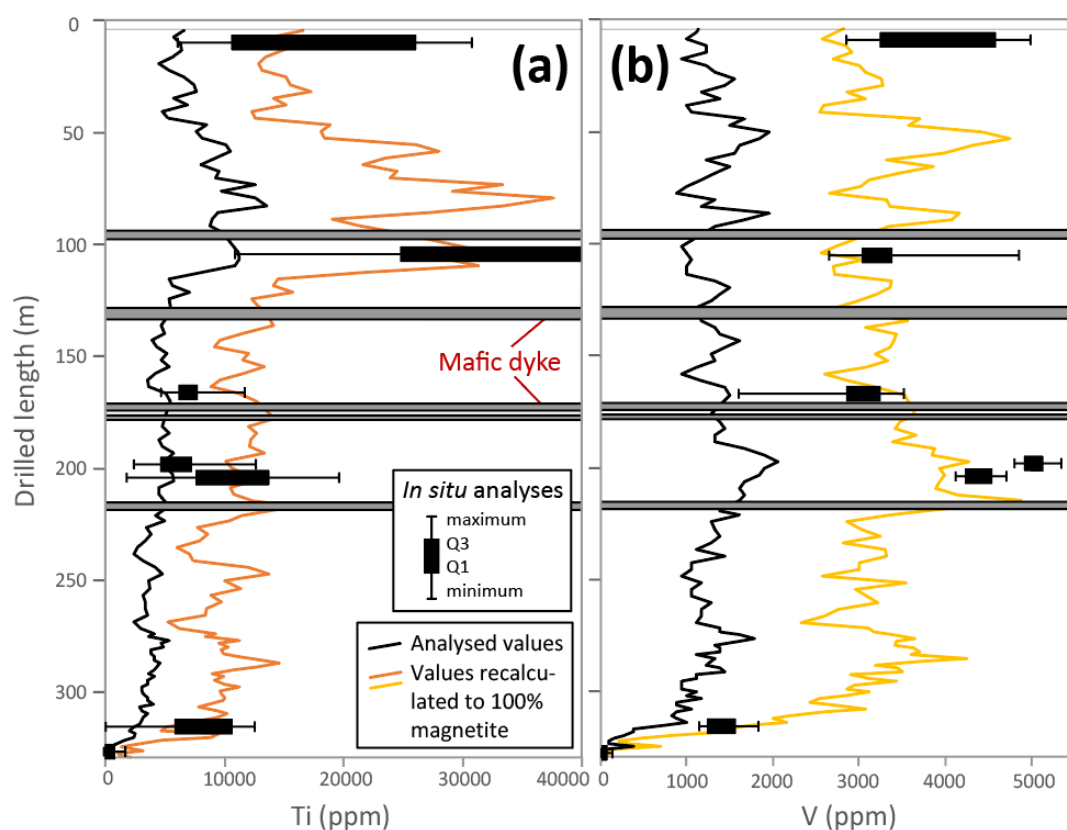 (a)
(b)
0
50
100
150
200
250
300
Drilled length (m)
Mafic dyke
In situ analyses
maximum
Q3
Q1
minimum
Analysed values
Values recalcu-
lated to 100%
magnetite
0
10000
20000
30000
40000
0
1000
2000
3000
4000
5000
Ti (ppm)
V (ppm)